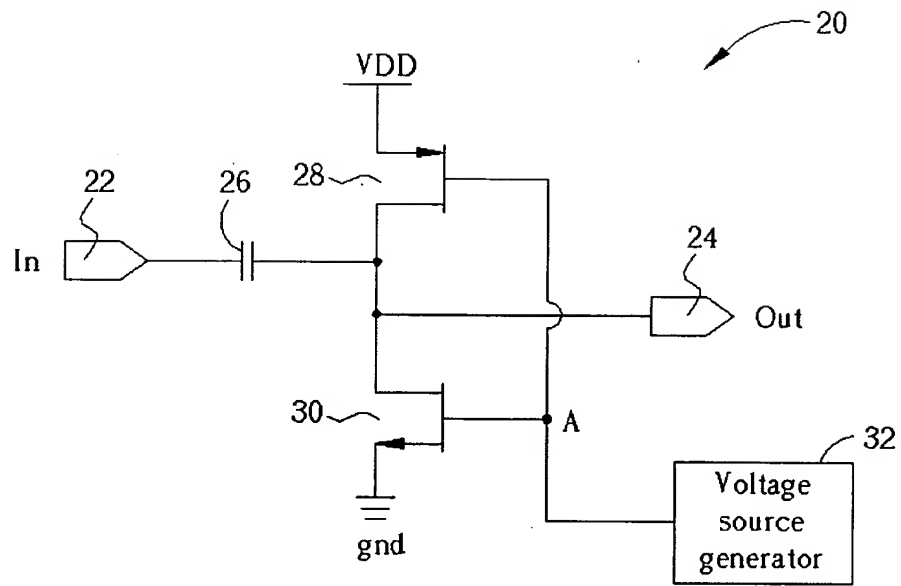 20
VDD
28
22
26
In
24
Out
30
A
32
Voltage
source
generator
gnd